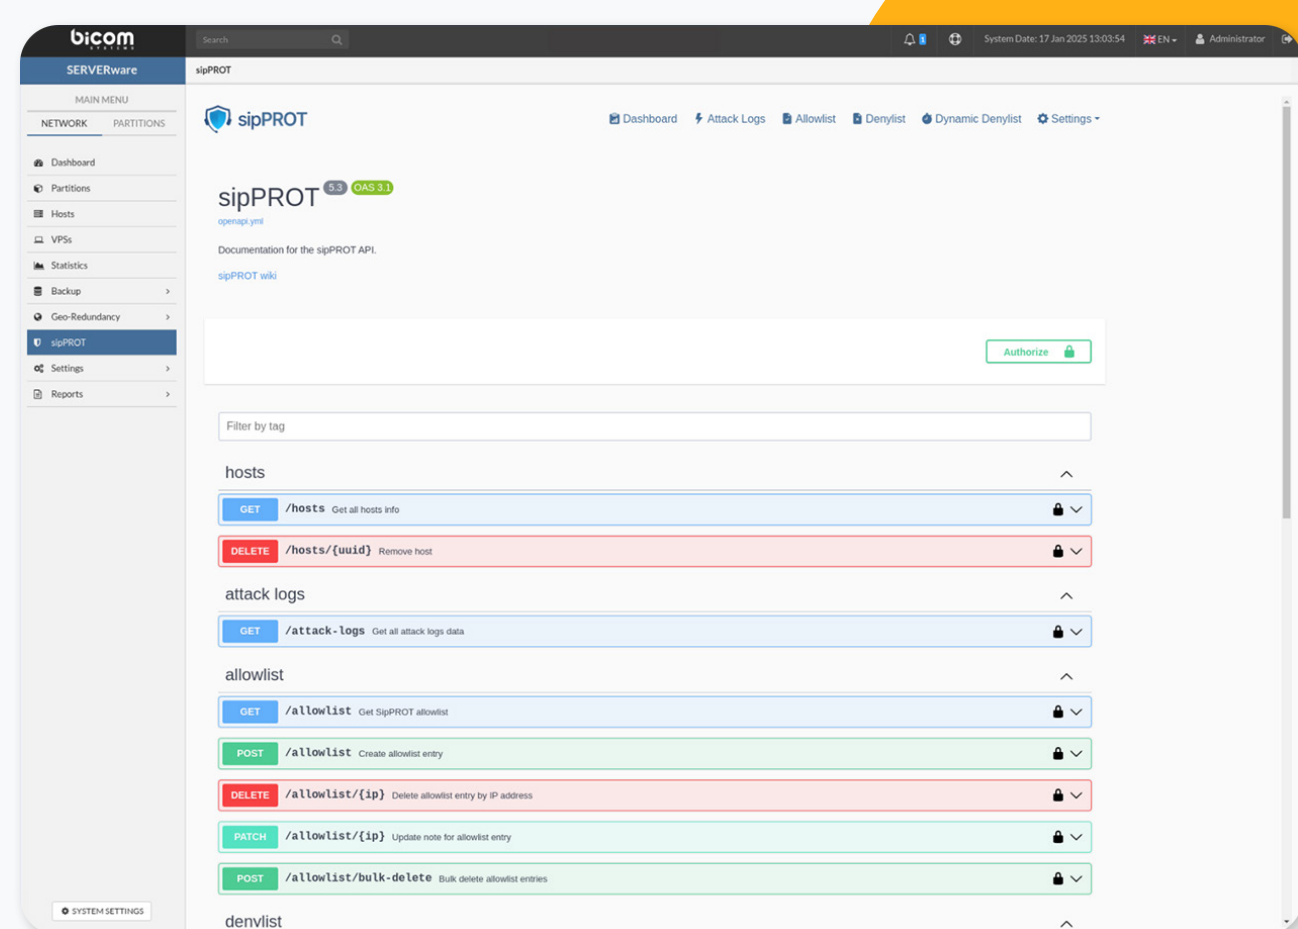 bicom
SYSTEMS
Search
1
System Date: 17 Jan 2025 13:03:54
EN
Administrator
SERVERware
sipPROT
MAIN MENU
NETWORK PARTITIONS
Dashboard
Partitions
Hosts
VPSs
Statistics
Backup
Geo-Redundancy
sipPROT
Settings
Reports
SYSTEM SETTINGS
sipPROT
Dashboard Attack Logs Allowlist Denylist Dynamic Denylist Settings
sipPROT 5.3 OAS 3.1
openapi.yml
Documentation for the sipPROT API.
sipPROT wiki
Authorize
Filter by tag
hosts
GET /hosts Get all hosts info
DELETE /hosts/{uuid} Remove host
attack logs
GET /attack-logs Get all attack logs data
allowlist
GET /allowlist Get SipPROT allowlist
POST /allowlist Create allowlist entry
DELETE /allowlist/{ip} Delete allowlist entry by IP address
PATCH /allowlist/{ip} Update note for allowlist entry
POST /allowlist/bulk-delete Bulk delete allowlist entries
denylist